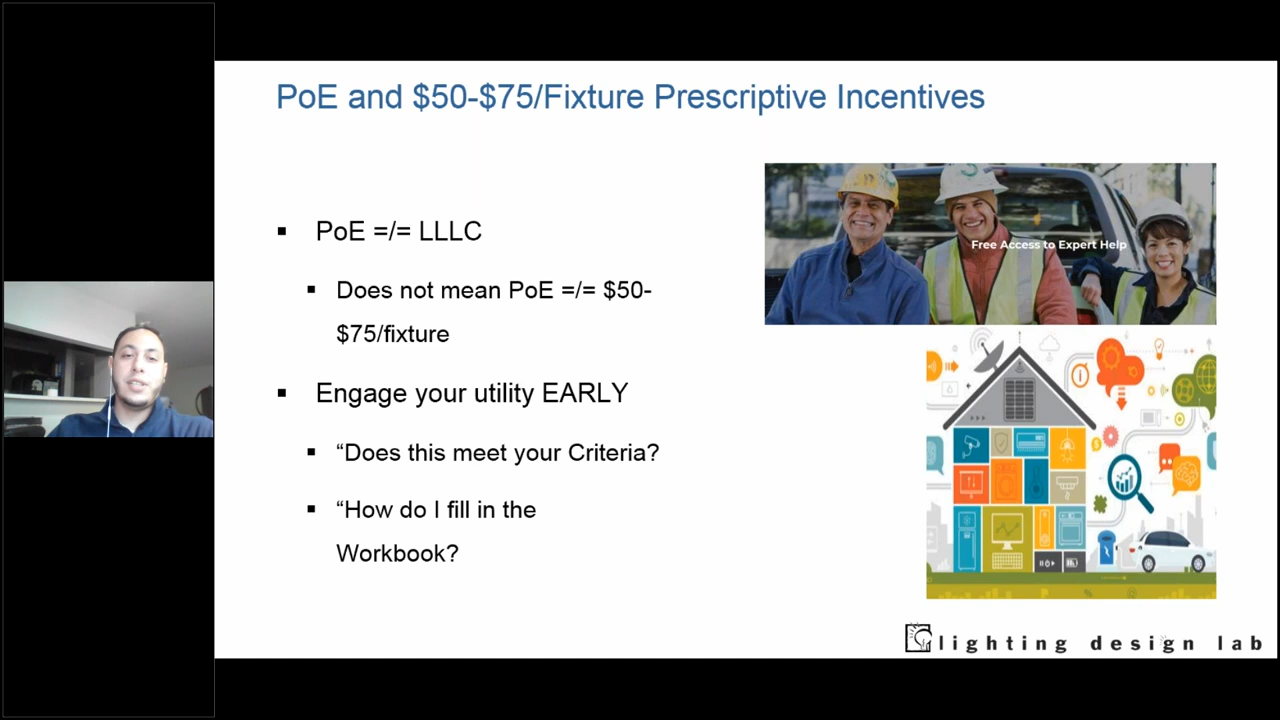 PoE and $50-$75/Fixture Prescriptive Incentives
PoE =/= LLLC
Does not mean PoE =/= $50-
$75/fixture
Engage your utility EARLY
“Does this meet your Criteria?
“How do I fill in the
Workbook?
Free Access to Expert Help
lighting design lab